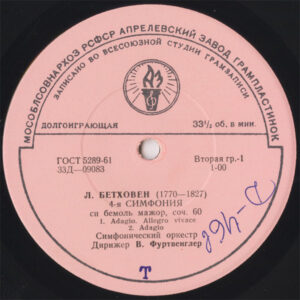 МОСОБЛСОВНАРХОЗ РСФСР АПРЕЛЕВСКИЙ ЗАВОД ГРАМПЛАСТИНОК
ЗАПИСАНО ВО ВСЕСОЮЗНОЙ СТУДИИ ГРАМЗАПИСИ
ДОЛГОИГРАЮЩАЯ 33⅓ об. в мин.
ГОСТ 5289-61 Вторая гр.-1
33Д—09083 1-00
Л. БЕТХОВЕН (1770—1827)
4-я СИМФОНИЯ
си бемоль мажор, соч. 60
1. Adagio. Allegro vivace
2. Adagio
Симфонический оркестр
Дирижер В. Фуртвенглер
Т